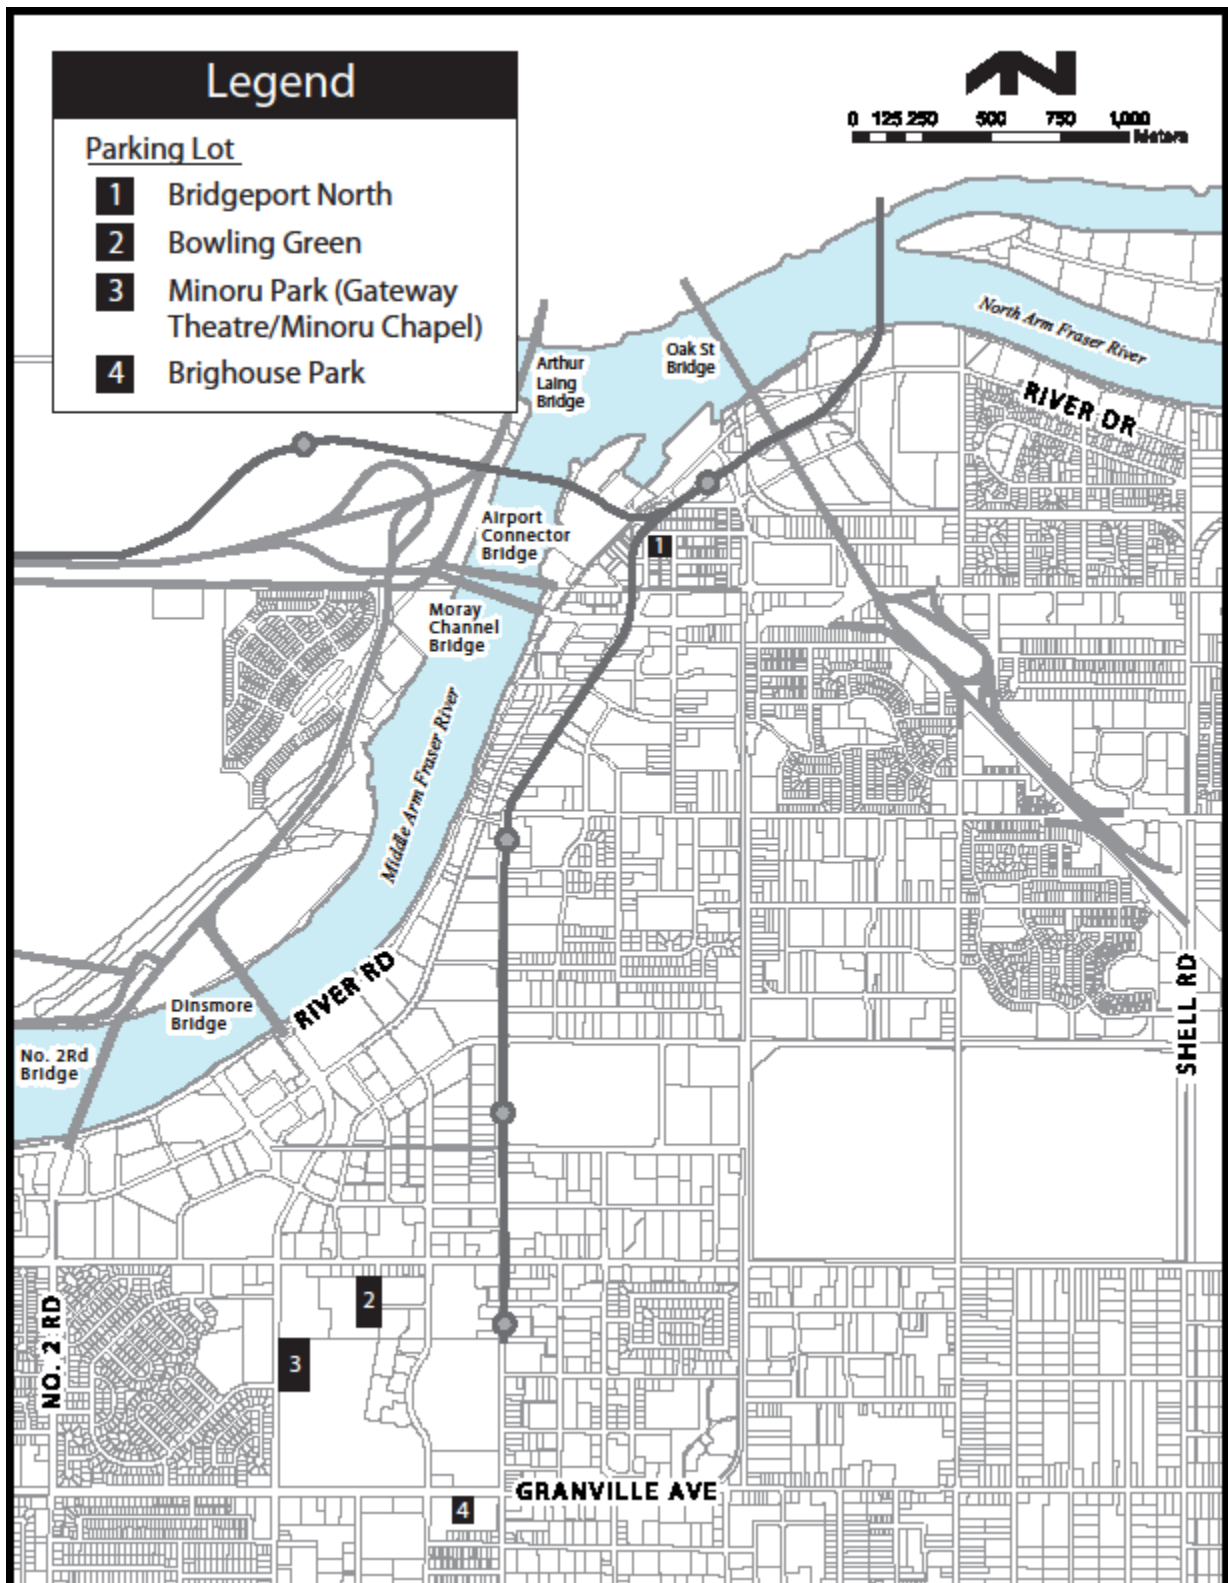 Legend
Parking Lot
1 Bridgeport North
2 Bowling Green
3 Minoru Park (Gateway
Theatre/Minoru Chapel)
4 Brighouse Park
N
0 125 250 500 750 1,000
Meters
North Arm Fraser River
RIVER DR
Oak St
Bridge
Arthur
Laing
Bridge
Airport
Connector
Bridge
1
Moray
Channel
Bridge
Middle Arm Fraser River
RIVER RD
Dinsmore
Bridge
No. 2Rd
Bridge
SHELL RD
2
NO. 2 RD
3
GRANVILLE AVE
4